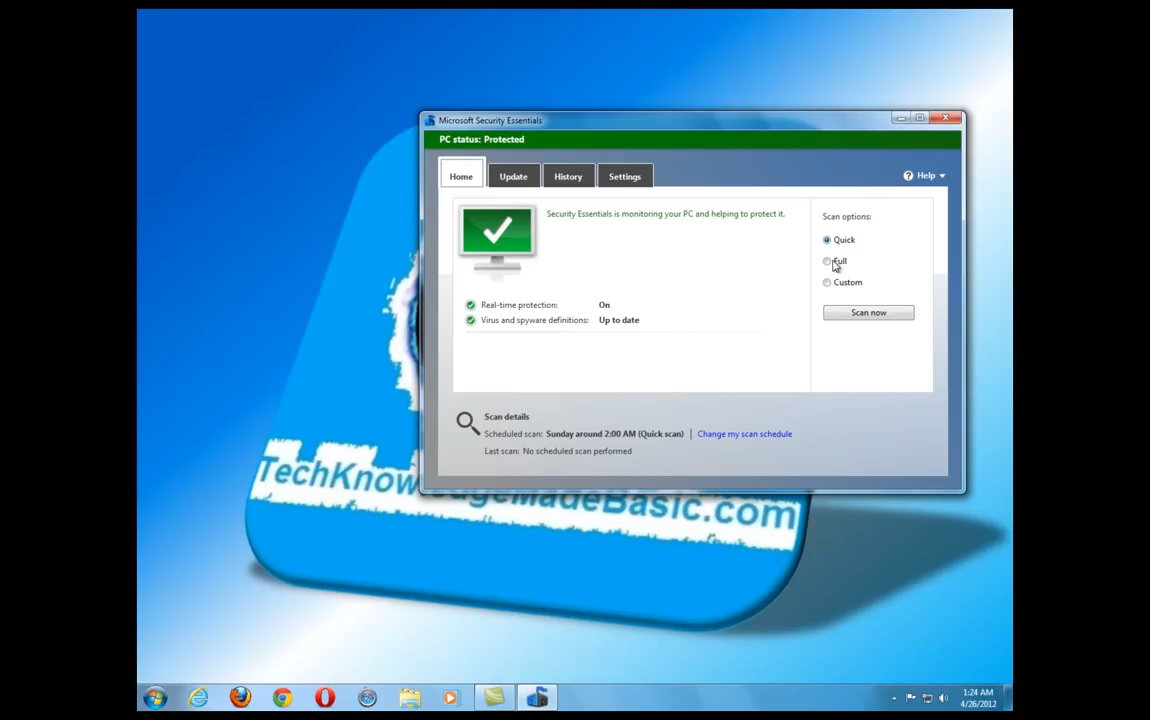 Microsoft Security Essentials
PC status: Protected
Home
Update
History
Settings
Help
Security Essentials is monitoring your PC and helping to protect it.
Scan options:
Quick
Full
Custom
Scan now
Real-time protection: On
Virus and spyware definitions: Up to date
Scan details
Scheduled scan: Sunday around 2:00 AM (Quick scan) | Change my scan schedule
Last scan: No scheduled scan performed
TechKnowledgeMadeBasic.com
1:24 AM
4/26/2012